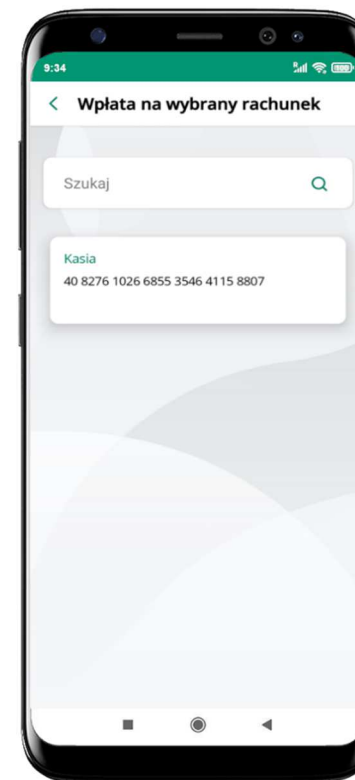 9:34
Wpłata na wybrany rachunek
Szukaj
Kasia
40 8276 1026 6855 3546 4115 8807